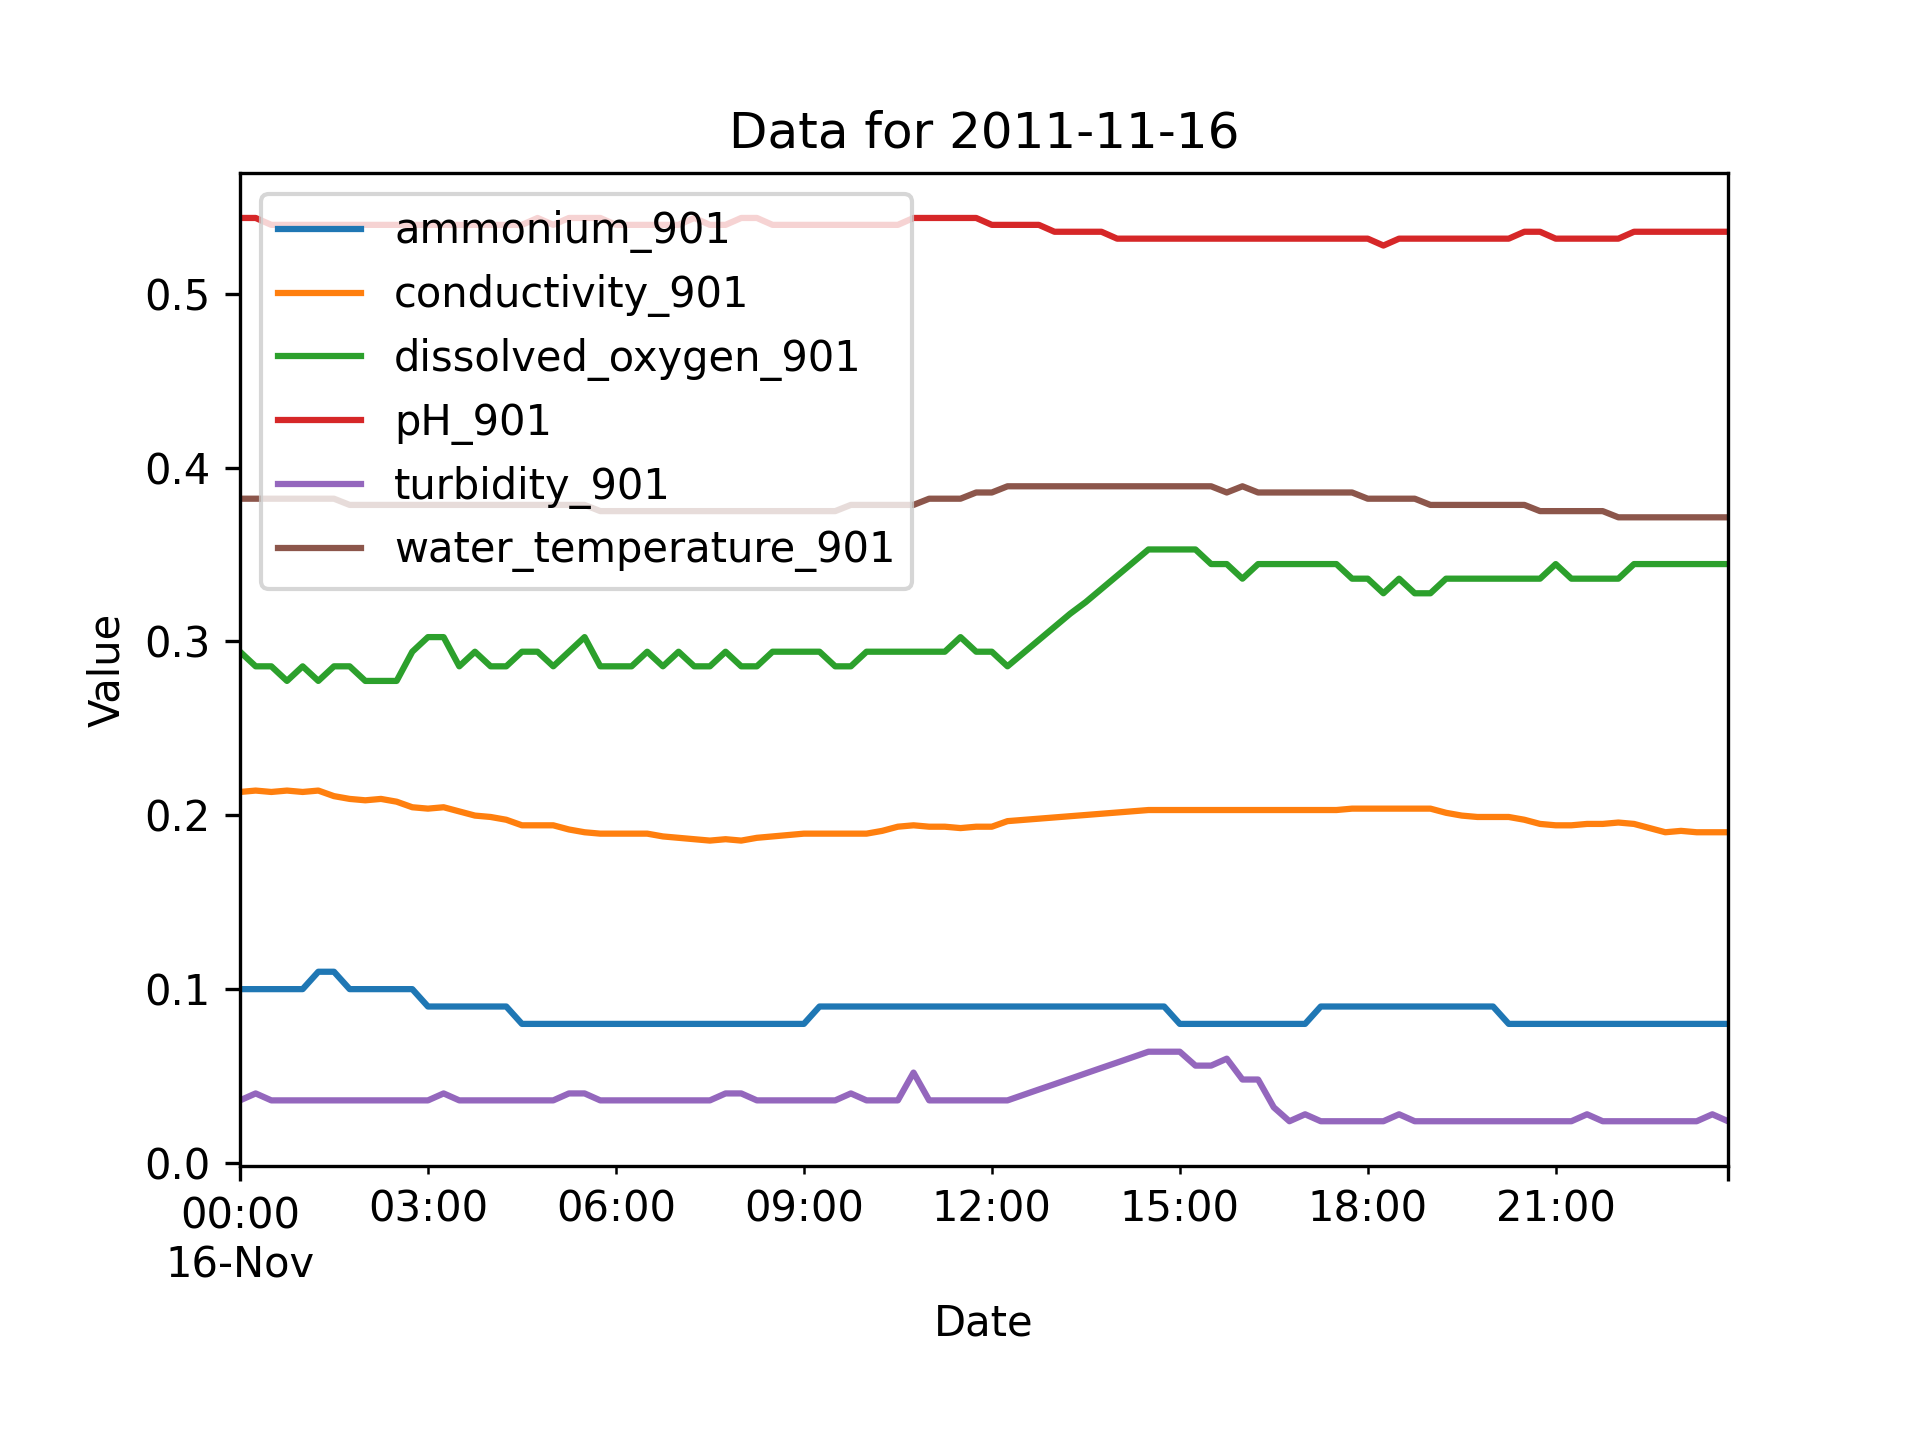 Data for 2011-11-16
ammonium_901
conductivity_901
dissolved_oxygen_901
pH_901
turbidity_901
water_temperature_901
Value
0.5
0.4
0.3
0.2
0.1
0.0
00:00 03:00 06:00 09:00 12:00 15:00 18:00 21:00
16-Nov
Date